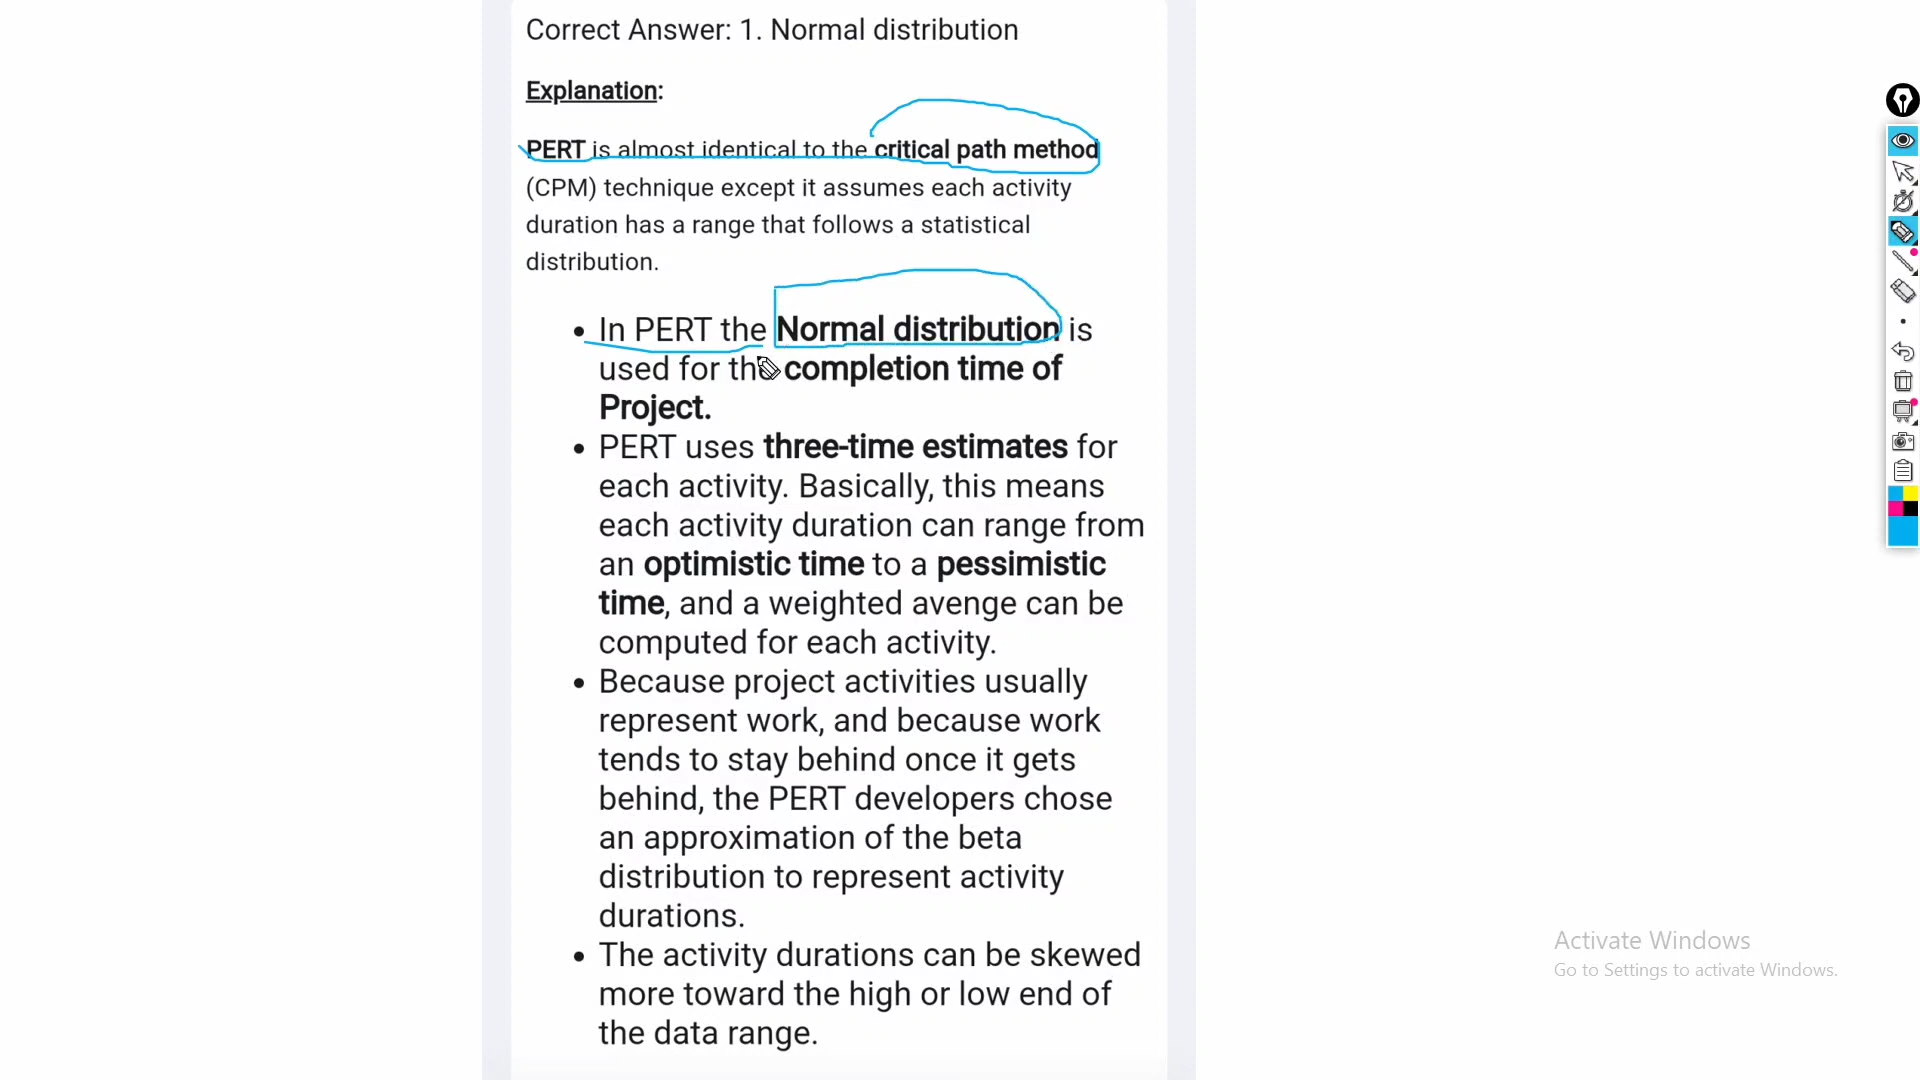 Correct Answer: 1. Normal distribution
Explanation:
PERT is almost identical to the critical path method
(CPM) technique except it assumes each activity
duration has a range that follows a statistical
distribution.
• In PERT the Normal distribution is
used for the completion time of
Project.
• PERT uses three-time estimates for
each activity. Basically, this means
each activity duration can range from
an optimistic time to a pessimistic
time, and a weighted avenge can be
computed for each activity.
• Because project activities usually
represent work, and because work
tends to stay behind once it gets
behind, the PERT developers chose
an approximation of the beta
distribution to represent activity
durations.
• The activity durations can be skewed
more toward the high or low end of
the data range.
Activate Windows
Go to Settings to activate Windows.